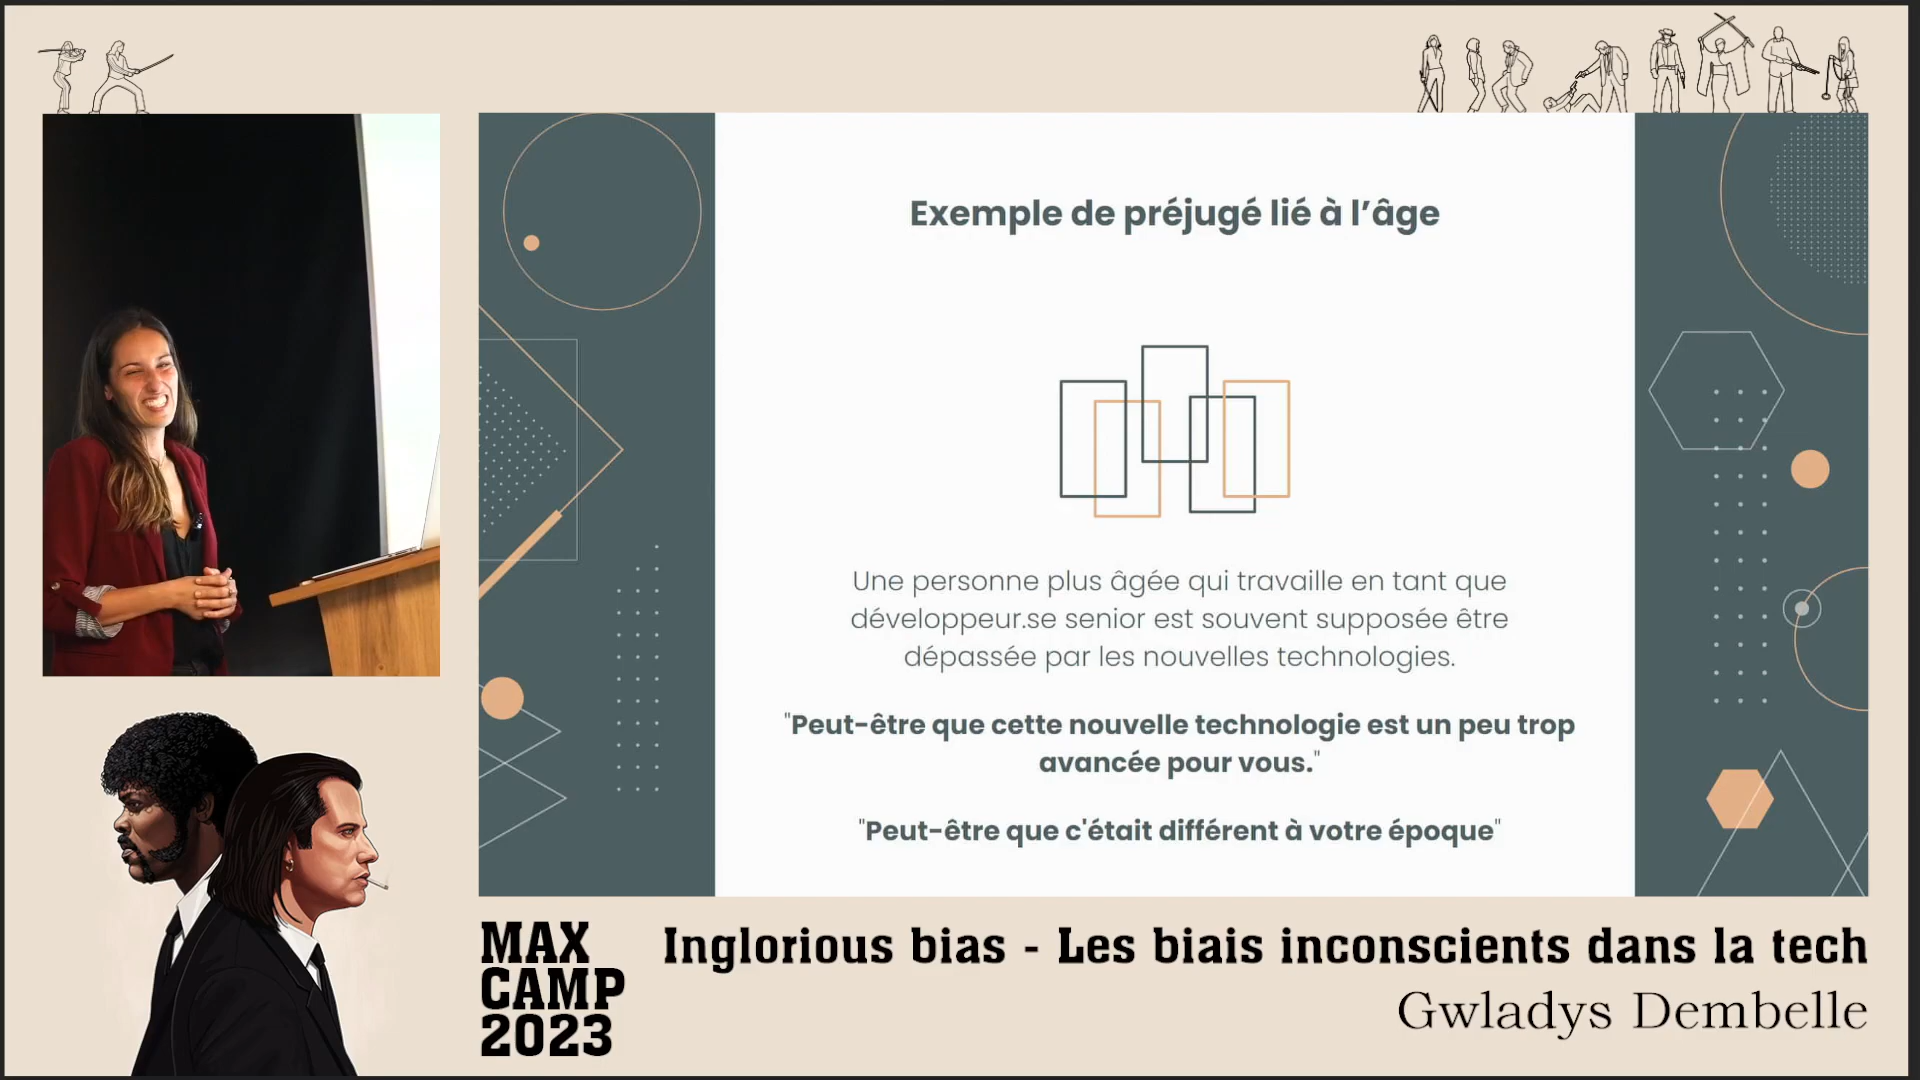 Exemple de préjugé lié à l’âge
Une personne plus âgée qui travaille en tant que
développeur.se senior est souvent supposée être
dépassée par les nouvelles technologies.
"Peut-être que cette nouvelle technologie est un peu trop
avancée pour vous."
"Peut-être que c'était différent à votre époque"
MAX
CAMP
2023
Inglorious bias - Les biais inconscients dans la tech
Gwladys Dembelle